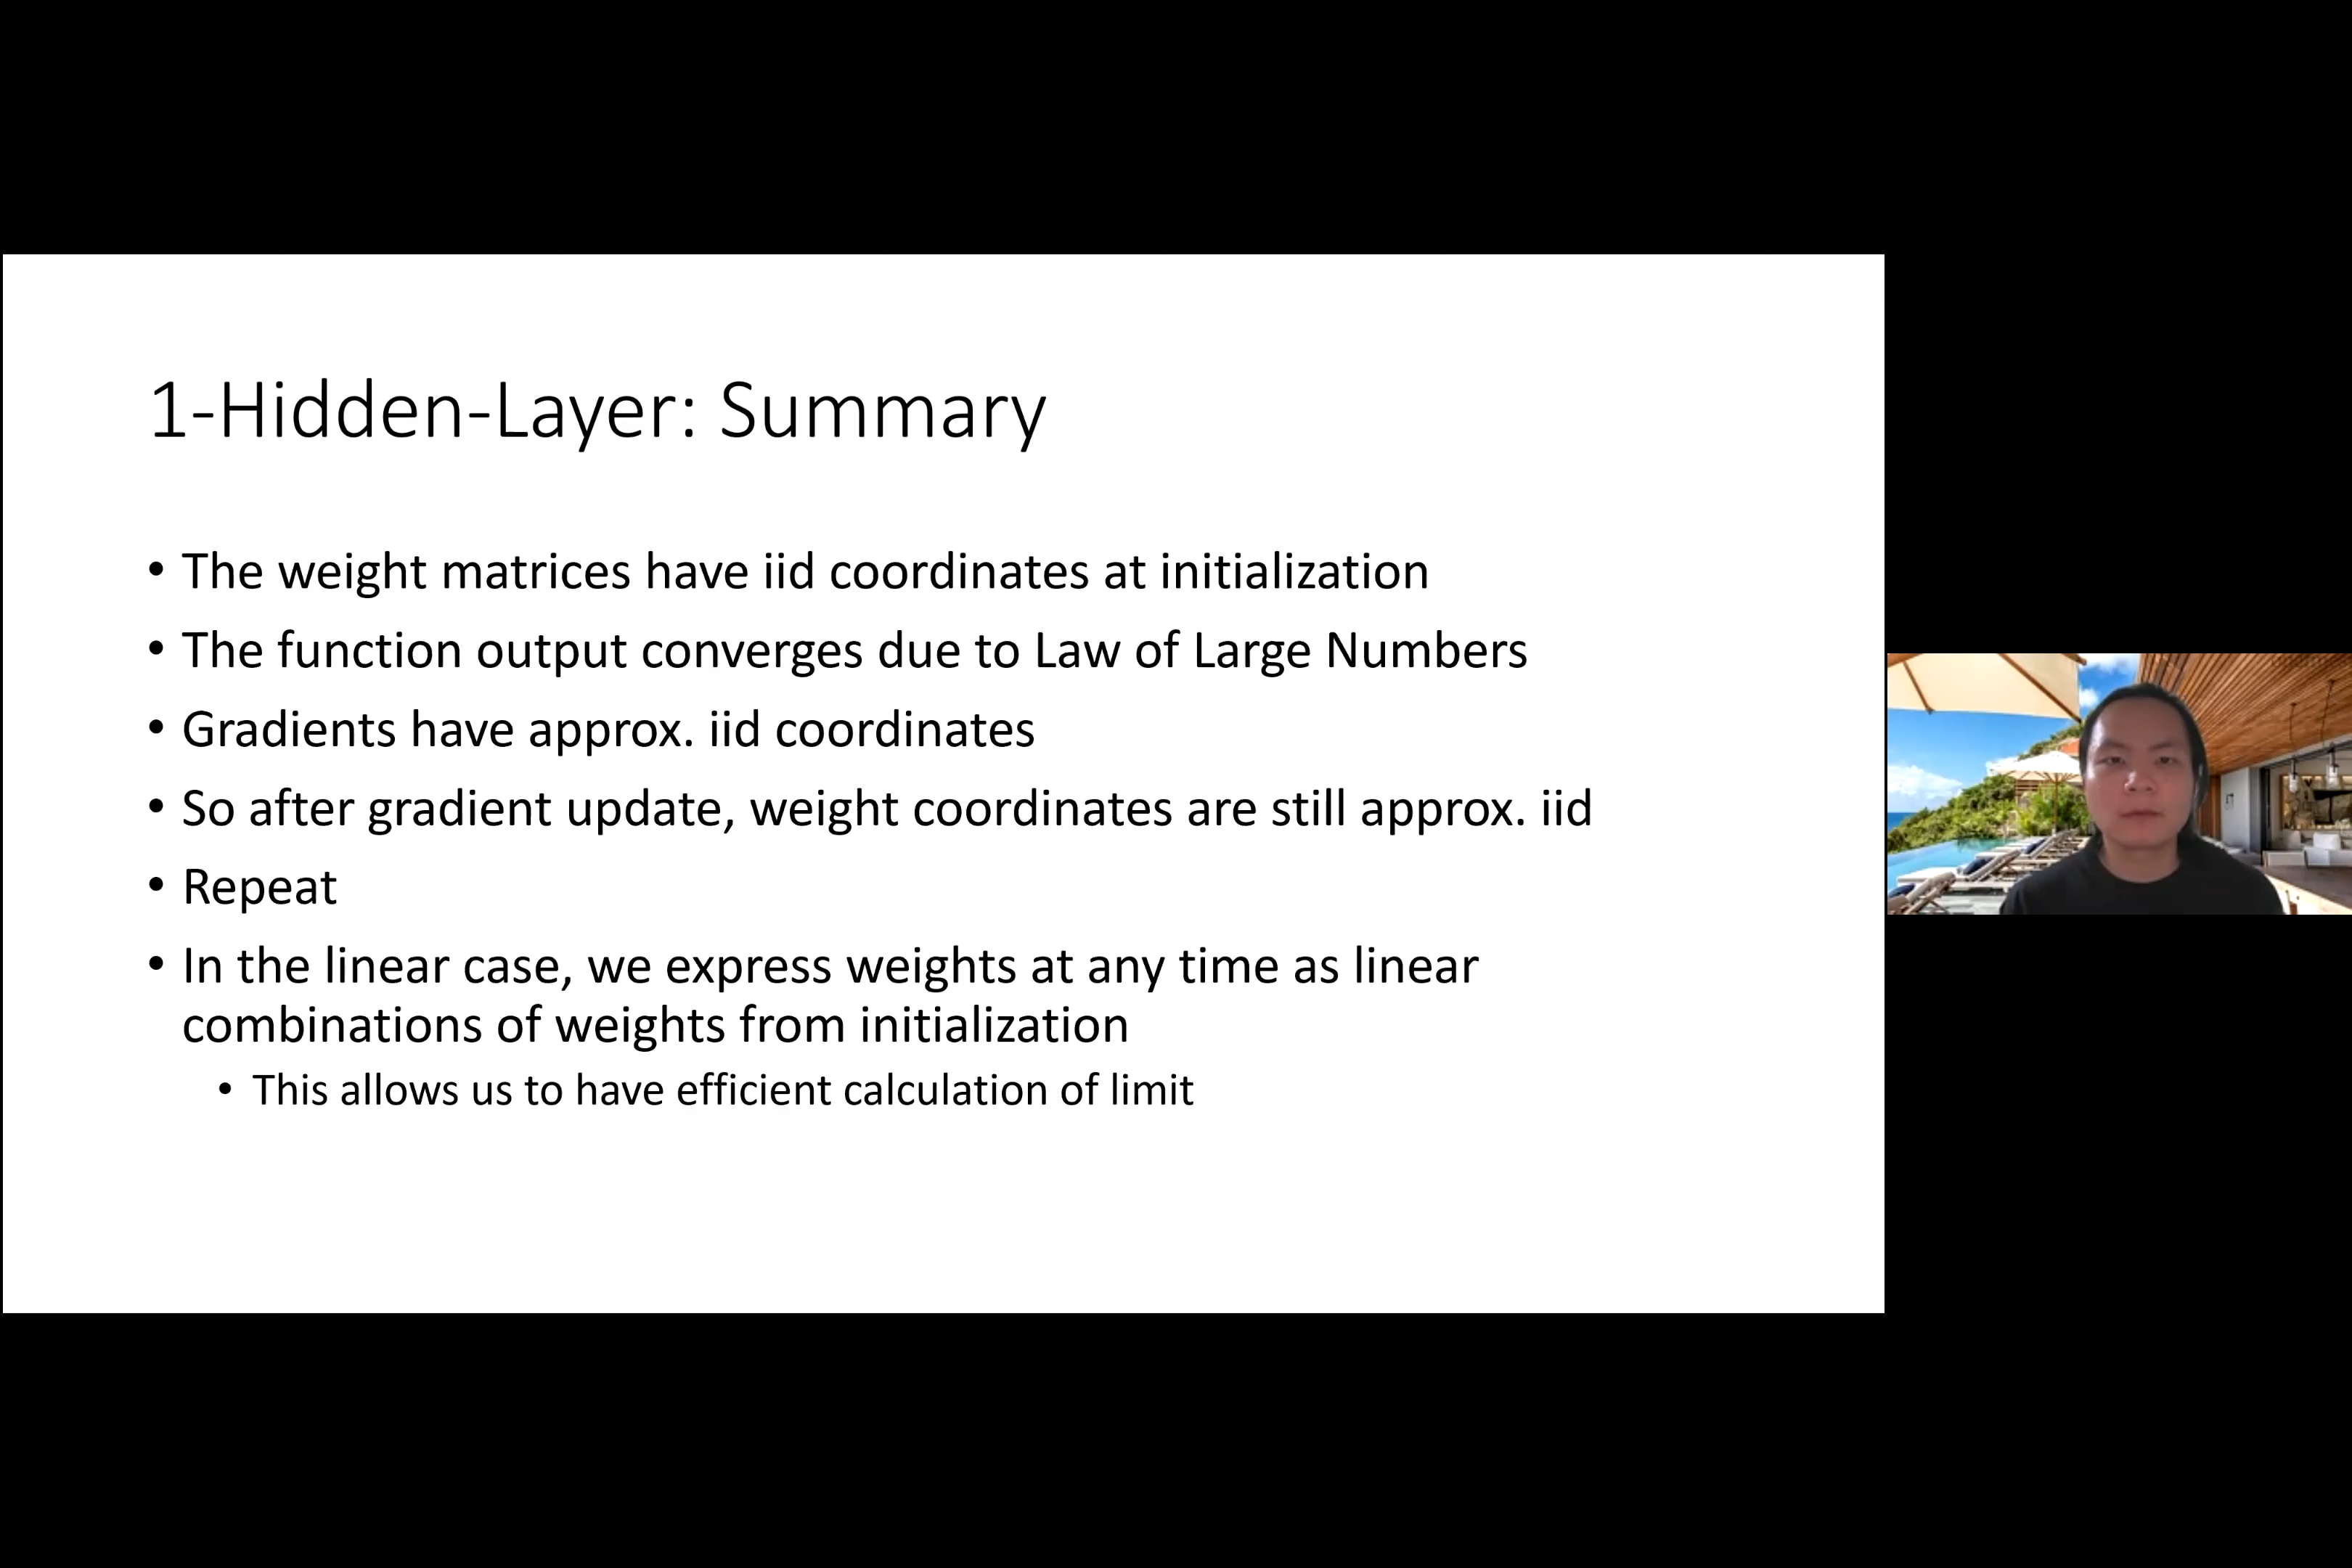 1-Hidden-Layer: Summary
• The weight matrices have iid coordinates at initialization
• The function output converges due to Law of Large Numbers
• Gradients have approx. iid coordinates
• So after gradient update, weight coordinates are still approx. iid
• Repeat
• In the linear case, we express weights at any time as linear
combinations of weights from initialization
• This allows us to have efficient calculation of limit